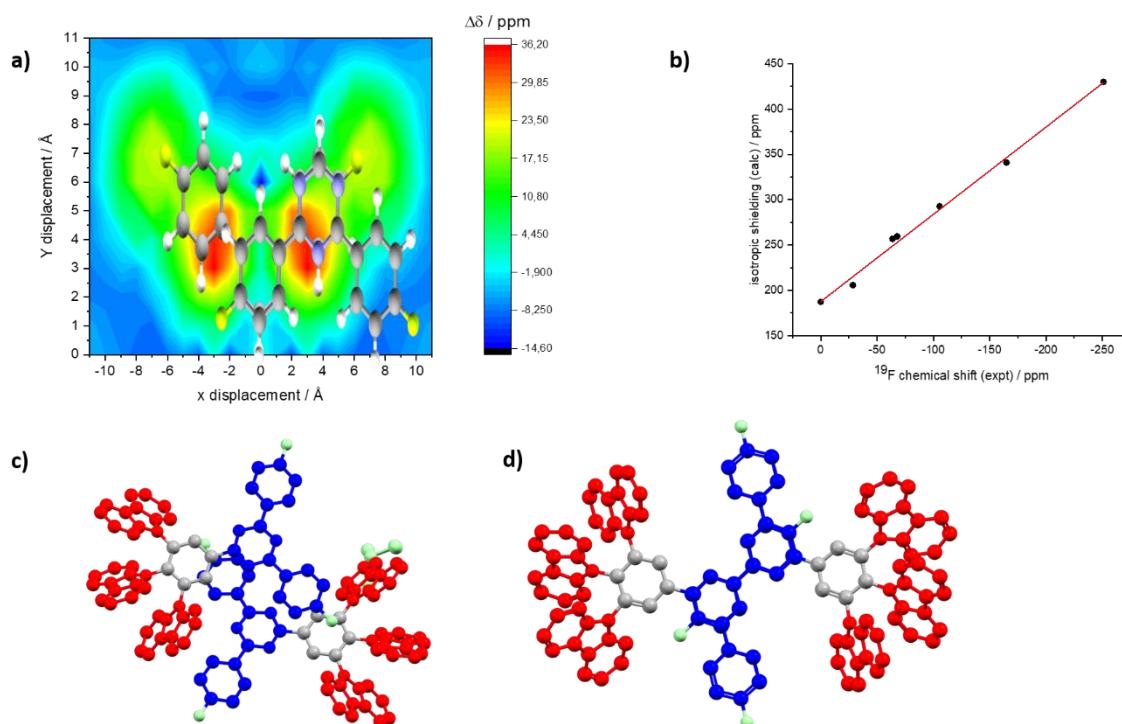 a)
Δδ / ppm
36,20
29,85
23,50
17,15
10,80
4,450
-1,900
-8,250
-14,60
11
10
9
8
7
6
5
4
3
2
1
0
Y displacement / Å
-10 -8 -6 -4 -2 0 2 4 6 8 10
x displacement / Å
b)
450
400
350
300
250
200
150
isotropic shielding (calc) / ppm
0 -50 -100 -150 -200 -250
¹⁹F chemical shift (expt) / ppm
c)
d)